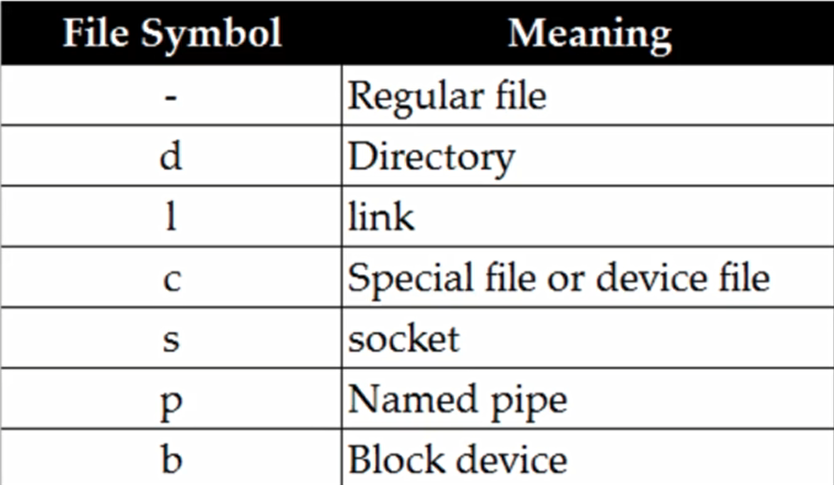 File Symbol Meaning
- Regular file
d Directory
l link
c Special file or device file
s socket
p Named pipe
b Block device